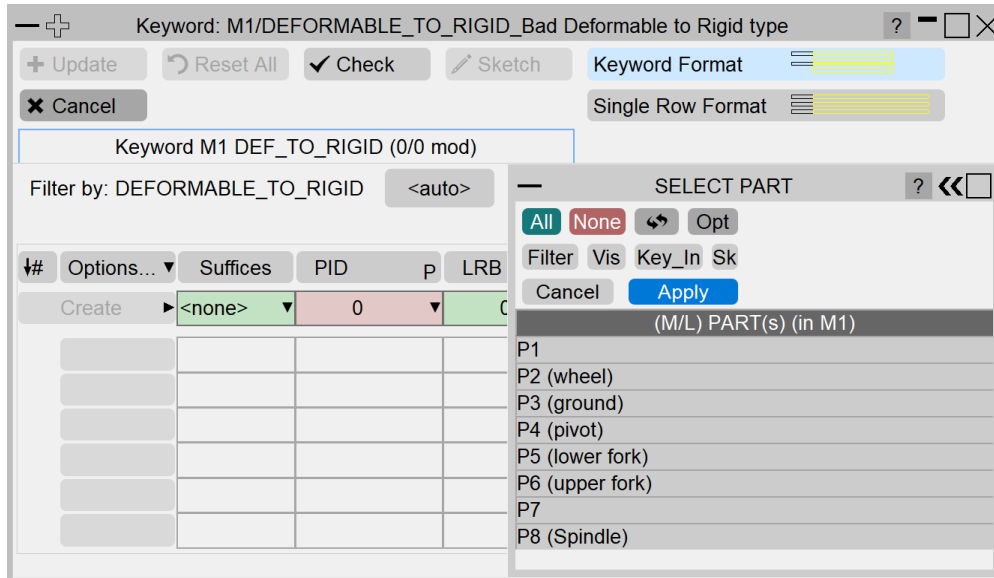 Keyword: M1/DEFORMABLE_TO_RIGID_Bad Deformable to Rigid type ?
Update Reset All Check Sketch Keyword Format
Cancel Single Row Format
Keyword M1 DEF_TO_RIGID (0/0 mod)
Filter by: DEFORMABLE_TO_RIGID <auto>
SELECT PART ?
All None Opt
Filter Vis Key_In Sk
Cancel Apply
# Options... Suffices PID P LRB
Create <none> 0 0
(M/L) PART(s) (in M1)
P1
P2 (wheel)
P3 (ground)
P4 (pivot)
P5 (lower fork)
P6 (upper fork)
P7
P8 (Spindle)